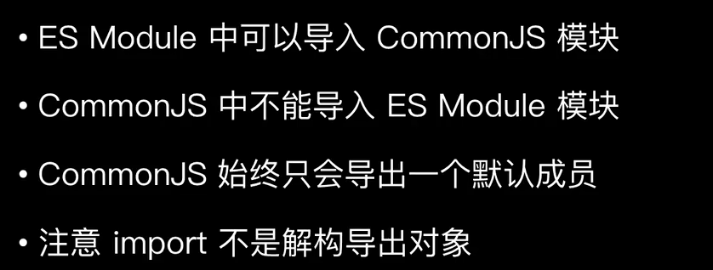 • ES Module 中可以导入 CommonJS 模块
• CommonJS 中不能导入 ES Module 模块
• CommonJS 始终只会导出一个默认成员
• 注意 import 不是解构导出对象